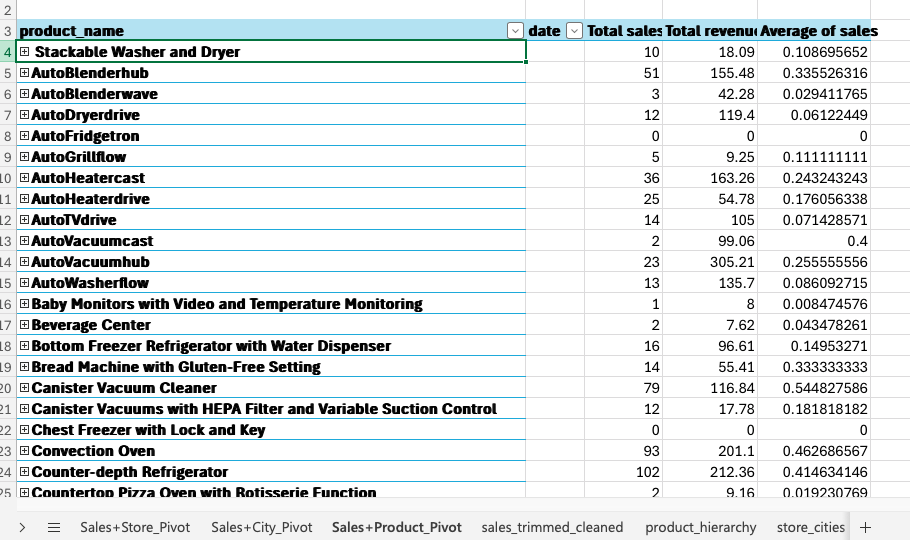 2
3 product_name date Total sales Total revenu Average of sales
4 Stackable Washer and Dryer 10 18.09 0.108695652
5 AutoBlenderhub 51 155.48 0.335526316
6 AutoBlenderwave 3 42.28 0.029411765
7 AutoDryerdrive 12 119.4 0.06122449
8 AutoFridgetron 0 0 0
9 AutoGrillflow 5 9.25 0.111111111
10 AutoHeatercast 36 163.26 0.243243243
11 AutoHeaterdrive 25 54.78 0.176056338
12 AutoTVdrive 14 105 0.071428571
13 AutoVacuumcast 2 99.06 0.4
14 AutoVacuumhub 23 305.21 0.255555556
15 AutoWasherflow 13 135.7 0.086092715
16 Baby Monitors with Video and Temperature Monitoring 1 8 0.008474576
17 Beverage Center 2 7.62 0.043478261
18 Bottom Freezer Refrigerator with Water Dispenser 16 96.61 0.14953271
19 Bread Machine with Gluten-Free Setting 14 55.41 0.333333333
20 Canister Vacuum Cleaner 79 116.84 0.544827586
21 Canister Vacuums with HEPA Filter and Variable Suction Control 12 17.78 0.181818182
22 Chest Freezer with Lock and Key 0 0 0
23 Convection Oven 93 201.1 0.462686567
24 Counter-depth Refrigerator 102 212.36 0.414634146
25 Countertop Pizza Oven with Rotisserie Function 2 9.16 0.019230769
Sales+Store_Pivot Sales+City_Pivot Sales+Product_Pivot sales_trimmed_cleaned product_hierarchy store_cities +